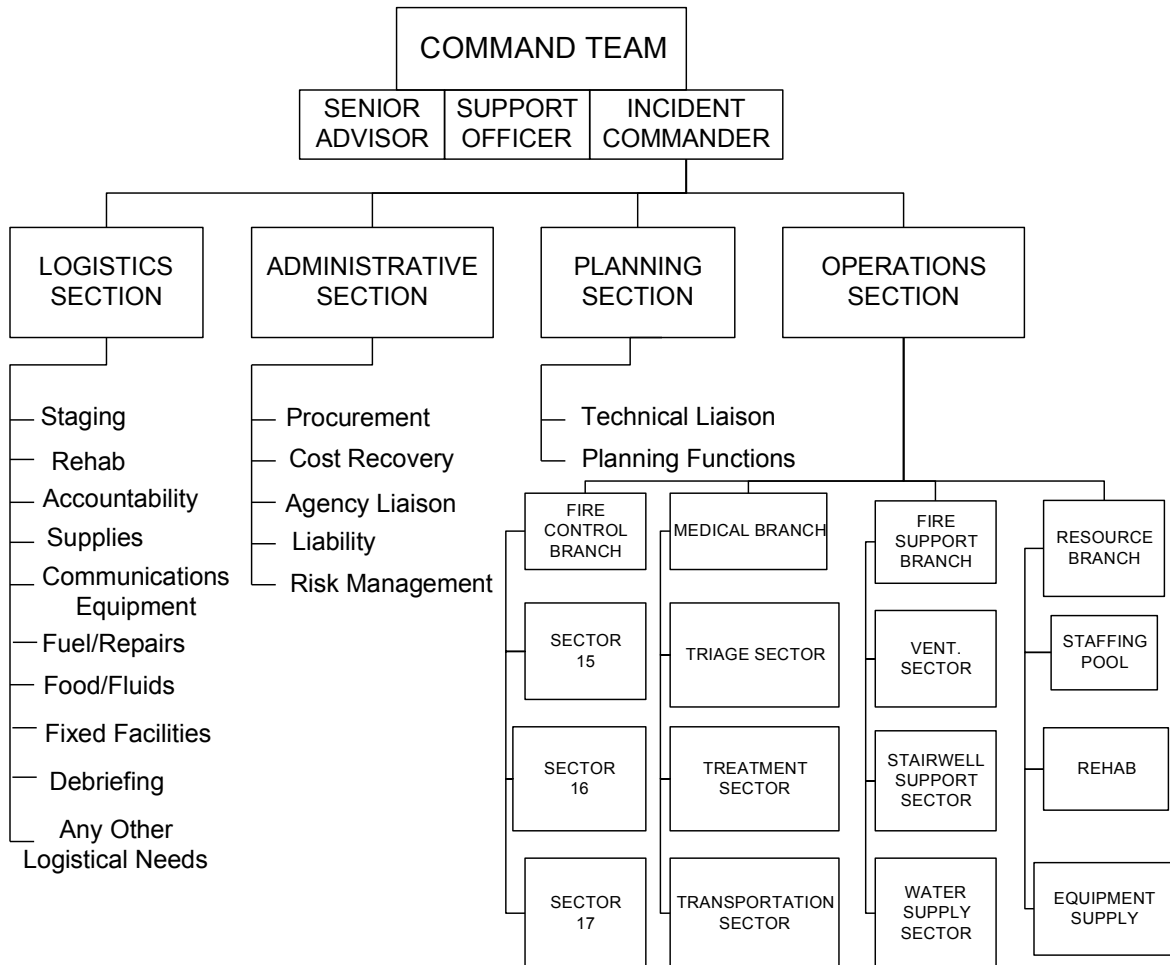 COMMAND TEAM
SENIOR
ADVISOR
SUPPORT
OFFICER
INCIDENT
COMMANDER
LOGISTICS
SECTION
ADMINISTRATIVE
SECTION
PLANNING
SECTION
OPERATIONS
SECTION
Staging
Rehab
Accountability
Supplies
Communications
Equipment
Fuel/Repairs
Food/Fluids
Fixed Facilities
Debriefing
Any Other
Logistical Needs
Procurement
Cost Recovery
Agency Liaison
Liability
Risk Management
Technical Liaison
Planning Functions
FIRE
CONTROL
BRANCH
SECTOR
15
SECTOR
16
SECTOR
17
MEDICAL BRANCH
TRIAGE SECTOR
TREATMENT
SECTOR
TRANSPORTATION
SECTOR
FIRE
SUPPORT
BRANCH
VENT.
SECTOR
STAIRWELL
SUPPORT
SECTOR
WATER
SUPPLY
SECTOR
RESOURCE
BRANCH
STAFFING
POOL
REHAB
EQUIPMENT
SUPPLY